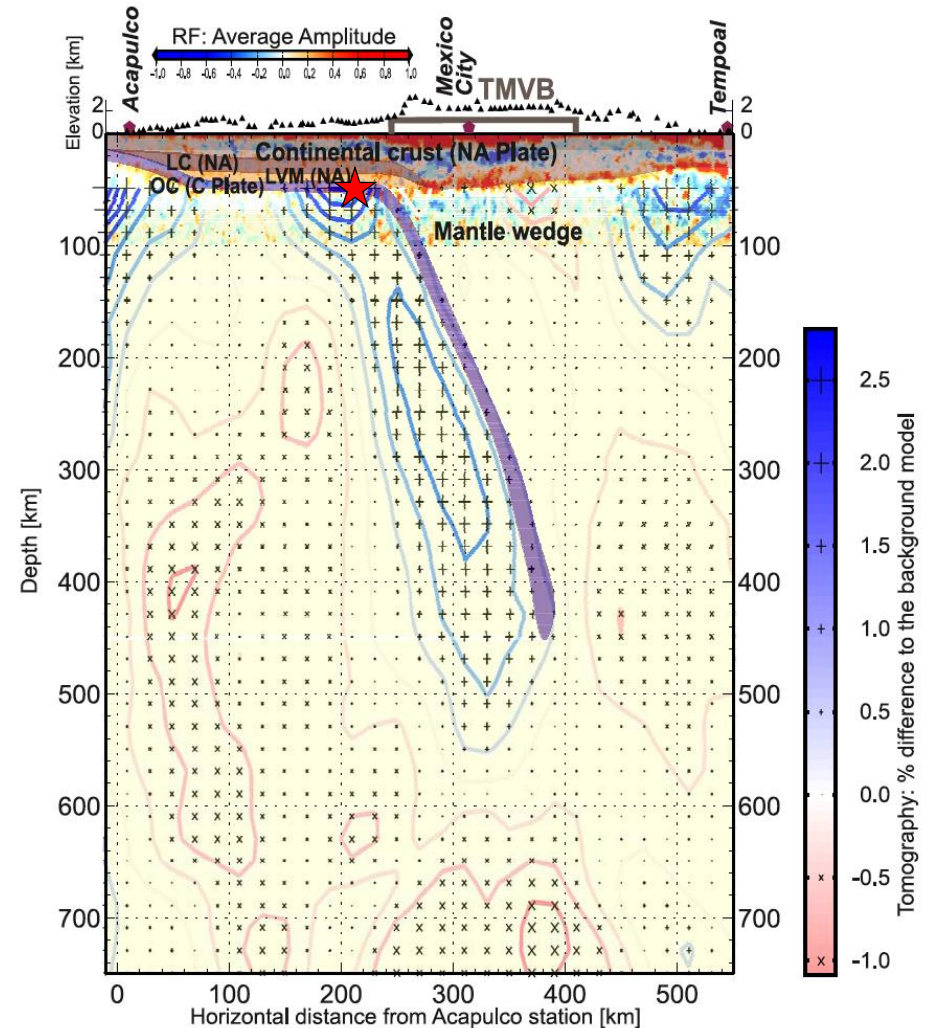 Acapulco
RF: Average Amplitude
-1.0 -0.8 -0.6 -0.4 -0.2 0.0 0.2 0.4 0.6 0.8 1.0
Mexico
City
TMVB
Tempoal
Elevation [km]
2
0
2
0
Continental crust (NA Plate)
LC (NA)
LVM (NA)
OC (C Plate)
Mantle wedge
Depth [km]
100
200
300
400
500
600
700
100
200
300
400
500
600
700
0 100 200 300 400 500
Horizontal distance from Acapulco station [km]
2.5
2.0
1.5
1.0
0.5
0.0
-0.5
-1.0
Tomography: % difference to the background model